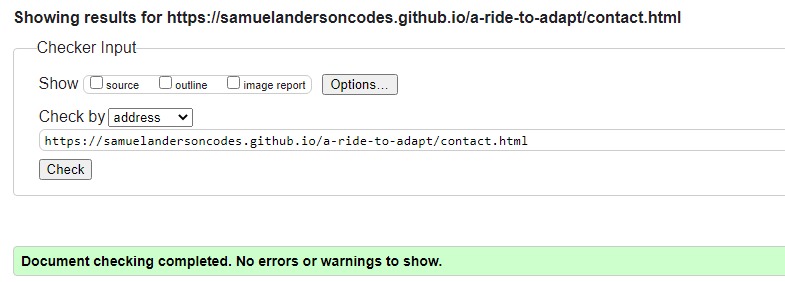 Showing results for https://samuelandersoncodes.github.io/a-ride-to-adapt/contact.html
Checker Input
Show source outline image report Options...
Check by address
https://samuelandersoncodes.github.io/a-ride-to-adapt/contact.html
Check
Document checking completed. No errors or warnings to show.